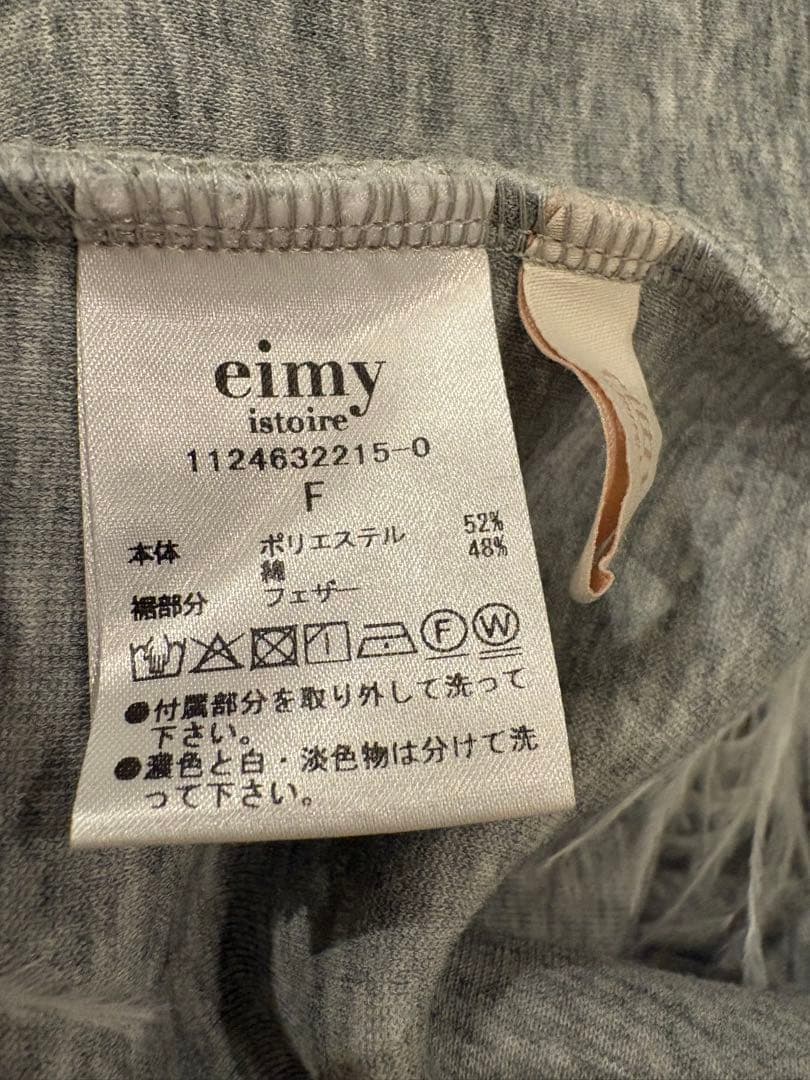 eimy
istoire
1124632215-0
F
本体 ポリエステル 52%
綿 48%
裾部分 フェザー
F W
●付属部分を取り外して洗って
下さい。
●濃色と白・淡色物は分けて洗
って下さい。